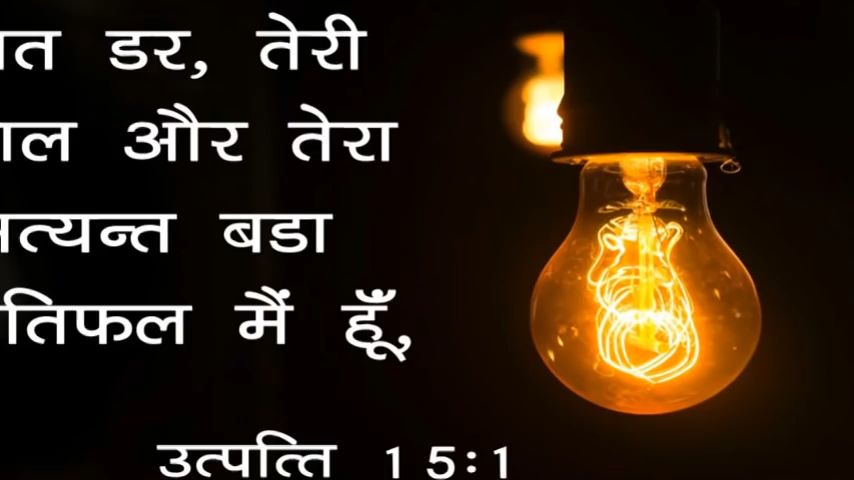 डर, तेरी
और तेरा
बडा
मैं हूँ,
उत्पत्ति 15:1